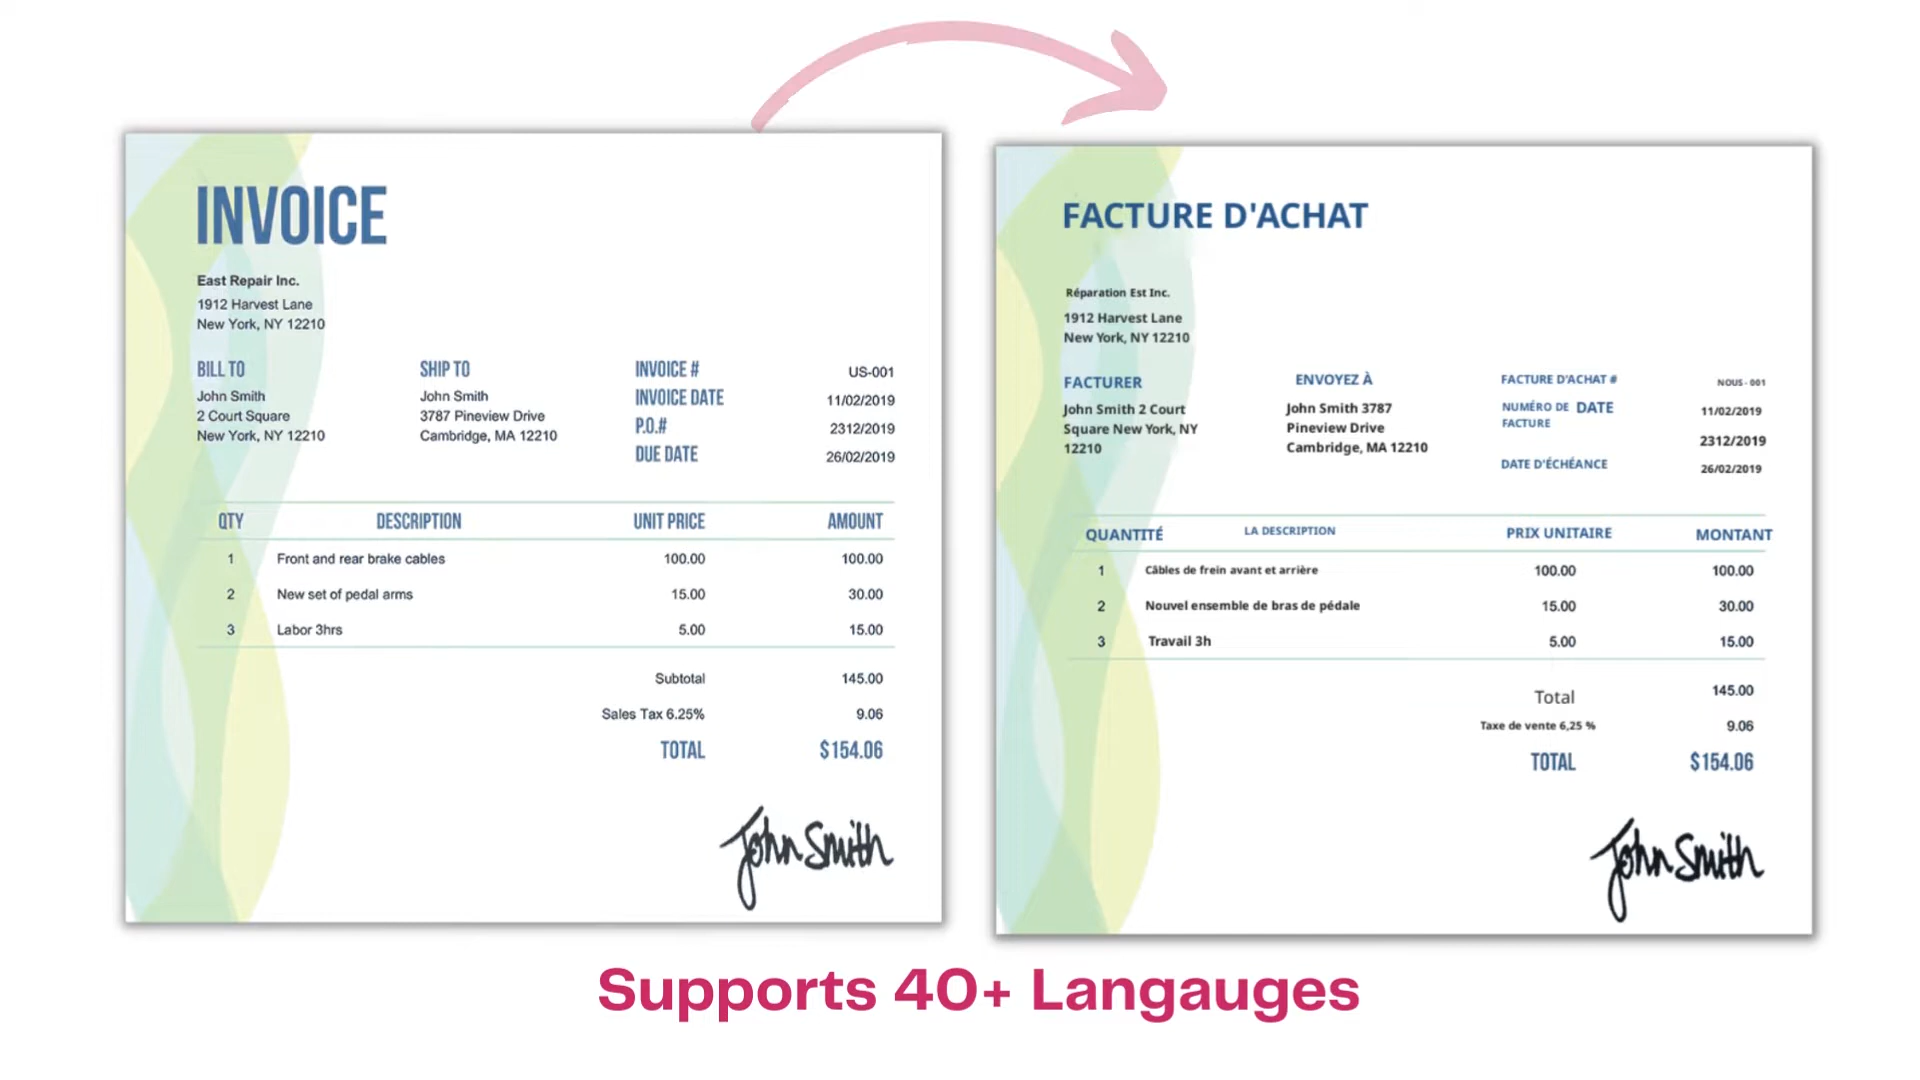 INVOICE
East Repair Inc.
1912 Harvest Lane
New York, NY 12210
BILL TO
John Smith
2 Court Square
New York, NY 12210
SHIP TO
John Smith
3787 Pineview Drive
Cambridge, MA 12210
INVOICE # US-001
INVOICE DATE 11/02/2019
P.O.# 2312/2019
DUE DATE 26/02/2019
QTY DESCRIPTION UNIT PRICE AMOUNT
1 Front and rear brake cables 100.00 100.00
2 New set of pedal arms 15.00 30.00
3 Labor 3hrs 5.00 15.00
Subtotal 145.00
Sales Tax 6.25% 9.06
TOTAL $154.06
John Smith
FACTURE D'ACHAT
Réparation Est Inc.
1912 Harvest Lane
New York, NY 12210
FACTURER
John Smith 2 Court
Square New York, NY
12210
ENVOYEZ À
John Smith 3787
Pineview Drive
Cambridge, MA 12210
FACTURE D'ACHAT # NOUS - 001
NUMÉRO DE DATE 11/02/2019
FACTURE
2312/2019
DATE D'ÉCHÉANCE 26/02/2019
QUANTITÉ LA DESCRIPTION PRIX UNITAIRE MONTANT
1 Câbles de frein avant et arrière 100.00 100.00
2 Nouvel ensemble de bras de pédale 15.00 30.00
3 Travail 3h 5.00 15.00
Total 145.00
Taxe de vente 6,25 % 9.06
TOTAL $154.06
John Smith
Supports 40+ Langauges